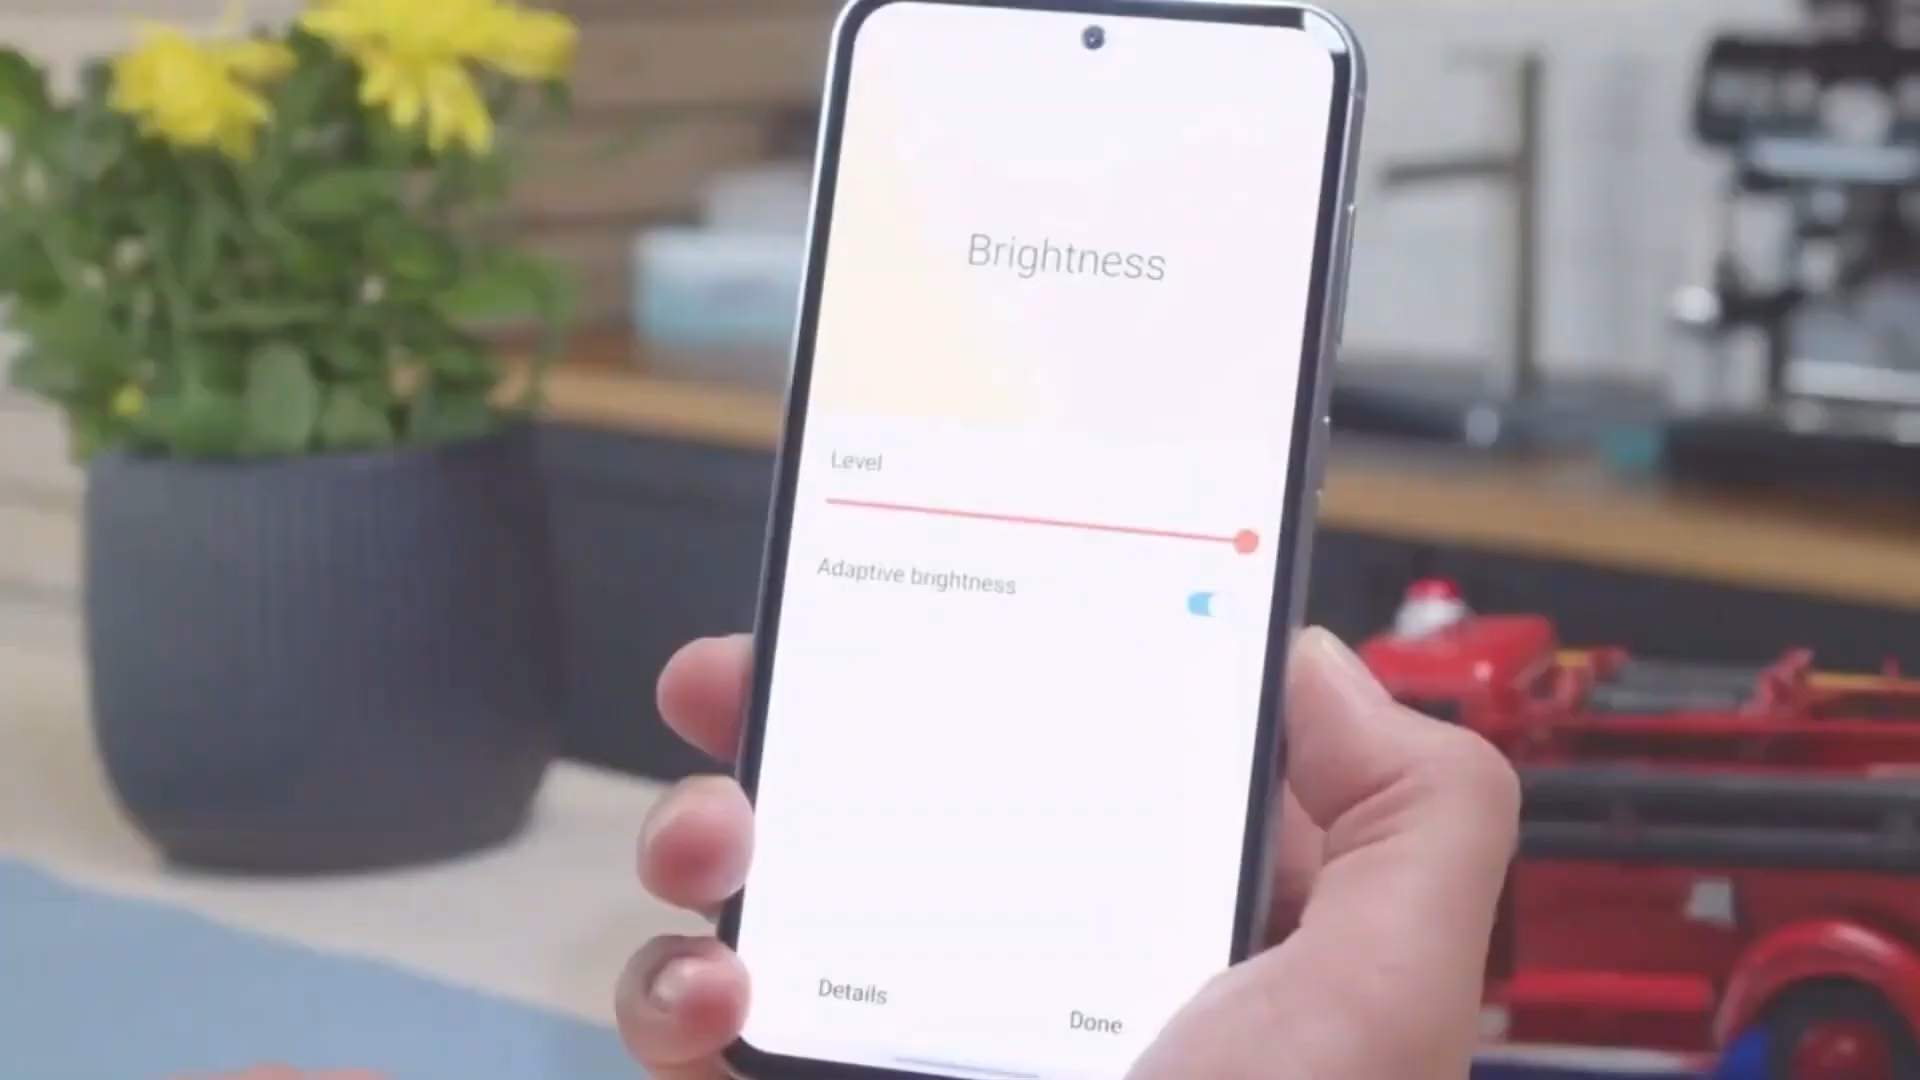 Brightness
Level
Adaptive brightness
Details
Done